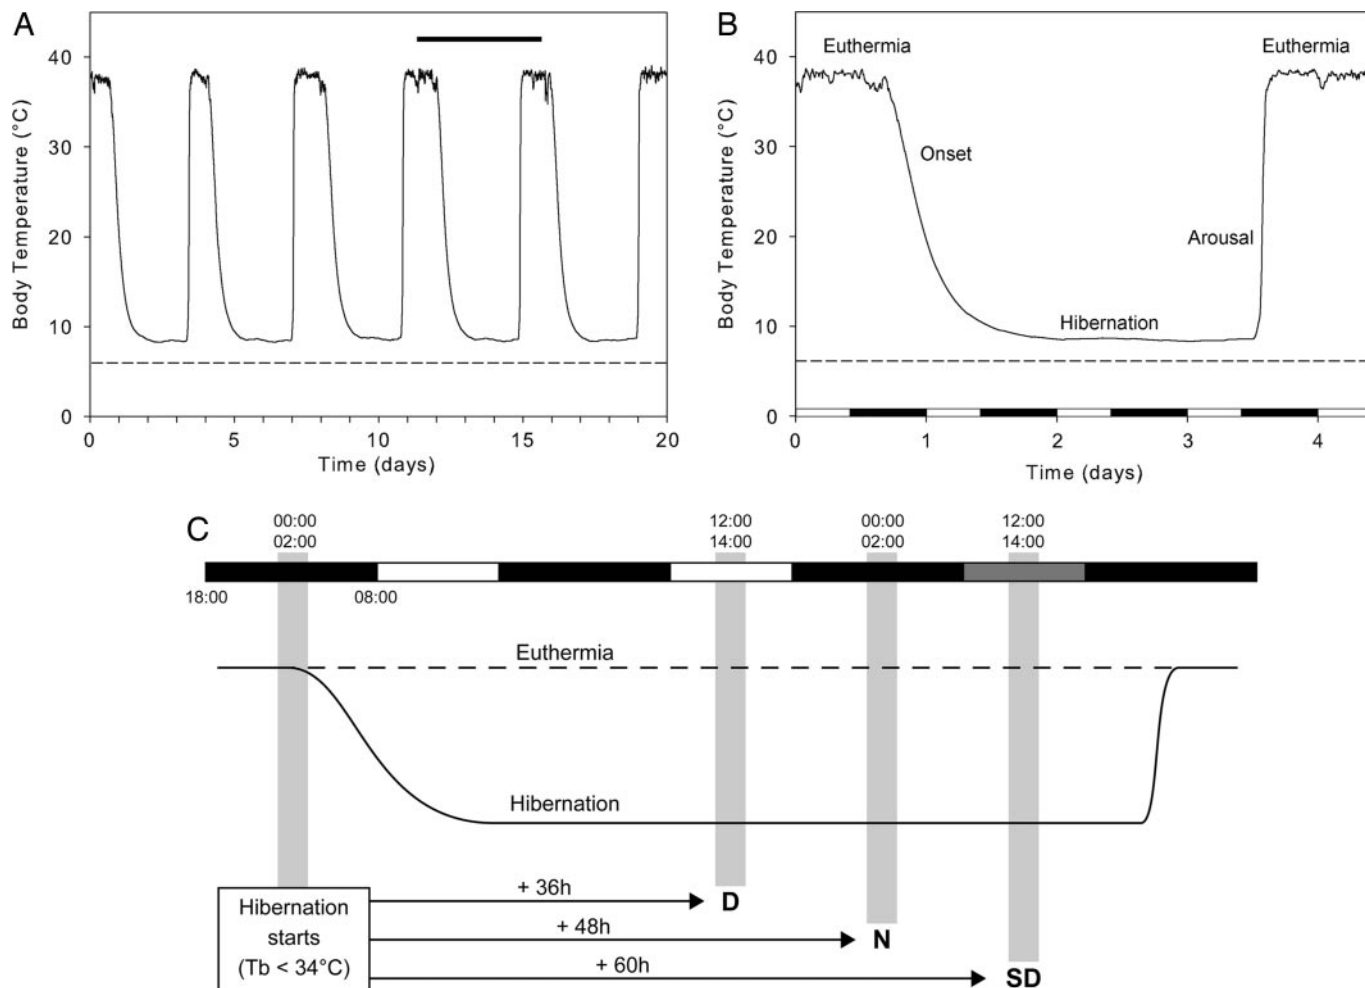 A
Body Temperature (°C)
40
30
20
10
0
0
5
10
15
20
Time (days)
B
Body Temperature (°C)
40
30
20
10
0
Euthermia
Euthermia
Onset
Arousal
Hibernation
0
1
2
3
4
Time (days)
C
00:00
02:00
12:00
14:00
00:00
02:00
12:00
14:00
18:00
08:00
Euthermia
Hibernation
Hibernation
starts
(Tb < 34°C)
+ 36h
D
+ 48h
N
+ 60h
SD